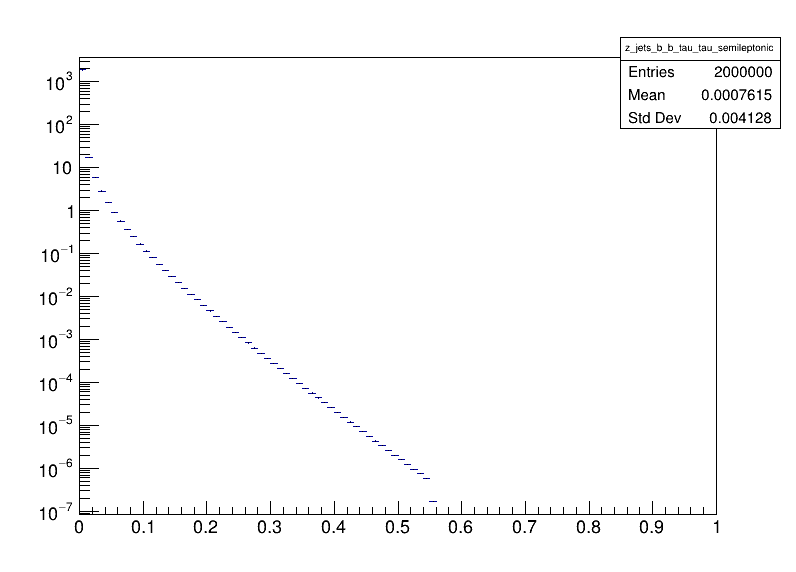 z_jets_b_b_tau_tau_semileptonic
Entries 2000000
Mean 0.0007615
Std Dev 0.004128
10³
10²
10
1
10⁻¹
10⁻²
10⁻³
10⁻⁴
10⁻⁵
10⁻⁶
10⁻⁷
0 0.1 0.2 0.3 0.4 0.5 0.6 0.7 0.8 0.9 1